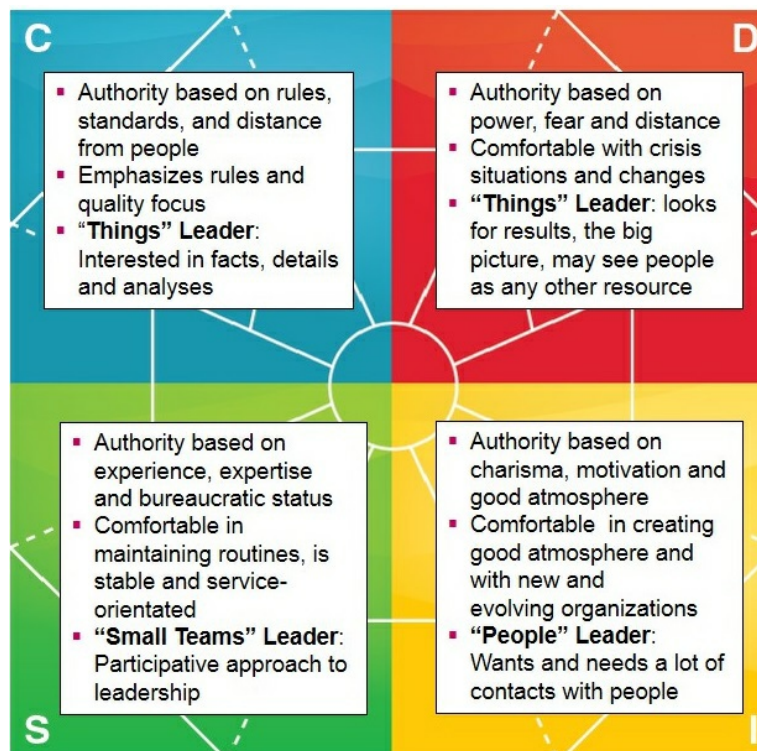 C
▪ Authority based on rules,
standards, and distance
from people
▪ Emphasizes rules and
quality focus
▪ “Things” Leader:
Interested in facts, details
and analyses
D
▪ Authority based on
power, fear and distance
▪ Comfortable with crisis
situations and changes
▪ “Things” Leader: looks
for results, the big
picture, may see people
as any other resource
▪ Authority based on
experience, expertise
and bureaucratic status
▪ Comfortable in
maintaining routines, is
stable and service-
orientated
▪ “Small Teams” Leader:
Participative approach to
leadership
S
▪ Authority based on
charisma, motivation and
good atmosphere
▪ Comfortable in creating
good atmosphere and
with new and
evolving organizations
▪ “People” Leader:
Wants and needs a lot of
contacts with people
I